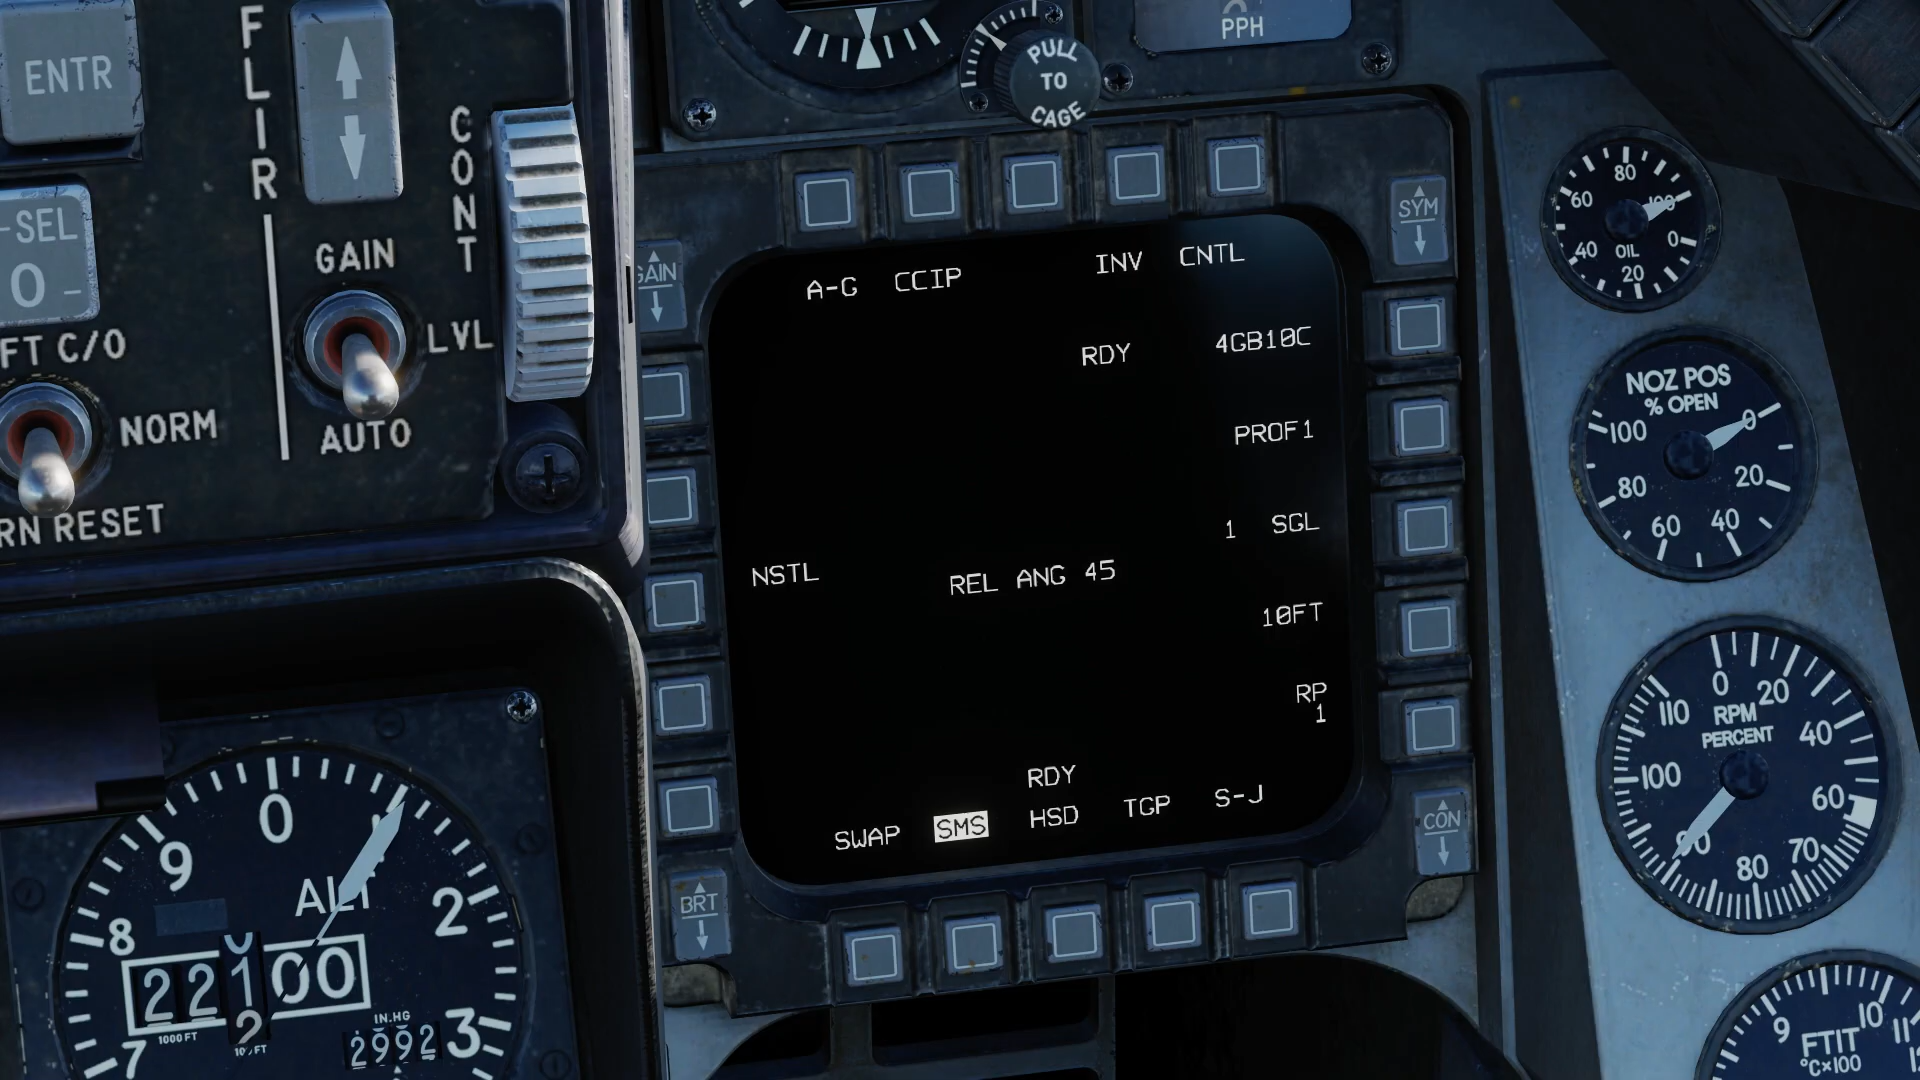 ENTR
FLIR
CONT
-SEL
0 -
GAIN
LVL
AUTO
FT C/O
NORM
RN RESET
PULL
TO
CAGE
PPH
SYM
GAIN
A-G CCIP INV CNTL
RDY 4GB10C
PROF1
1 SGL
NSTL REL ANG 45
10FT
RP
1
RDY
SWAP SMS HSD TGP S-J
BRT
CON
0
2
3
7
8
9
ALT
22100
2
1000 FT
IN.HG
2992
80
60
100
40
OIL
0
20
NOZ POS
% OPEN
100
0
80
20
60
40
0
20
110
RPM
PERCENT
40
100
60
90
80
70
9
10
11
FTIT
°C×100